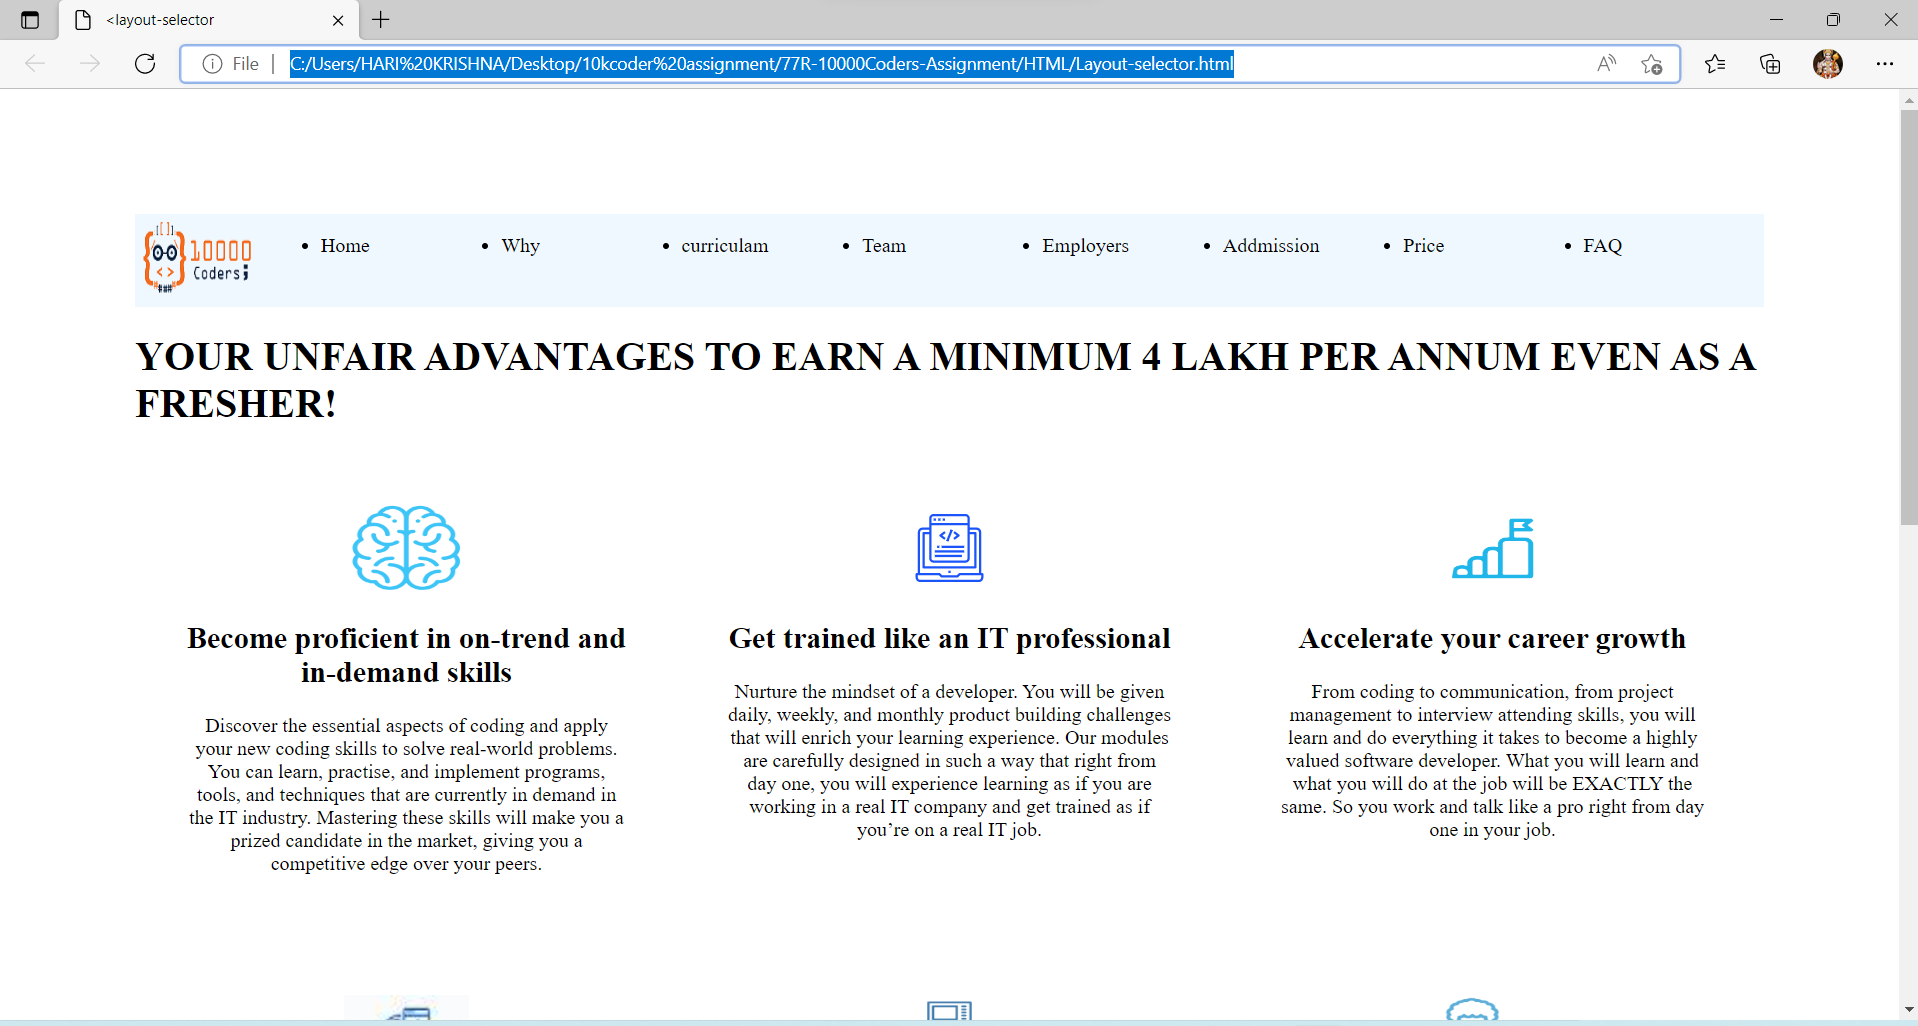 <layout-selector
File
C:/Users/HARI%20KRISHNA/Desktop/10kcoder%20assignment/77R-10000Coders-Assignment/HTML/Layout-selector.html
10000
Coders;
• Home • Why • curriculam • Team • Employers • Addmission • Price • FAQ
YOUR UNFAIR ADVANTAGES TO EARN A MINIMUM 4 LAKH PER ANNUM EVEN AS A
FRESHER!
Become proficient in on-trend and
in-demand skills
Discover the essential aspects of coding and apply
your new coding skills to solve real-world problems.
You can learn, practise, and implement programs,
tools, and techniques that are currently in demand in
the IT industry. Mastering these skills will make you a
prized candidate in the market, giving you a
competitive edge over your peers.
Get trained like an IT professional
Nurture the mindset of a developer. You will be given
daily, weekly, and monthly product building challenges
that will enrich your learning experience. Our modules
are carefully designed in such a way that right from
day one, you will experience learning as if you are
working in a real IT company and get trained as if
you’re on a real IT job.
Accelerate your career growth
From coding to communication, from project
management to interview attending skills, you will
learn and do everything it takes to become a highly
valued software developer. What you will learn and
what you will do at the job will be EXACTLY the
same. So you work and talk like a pro right from day
one in your job.